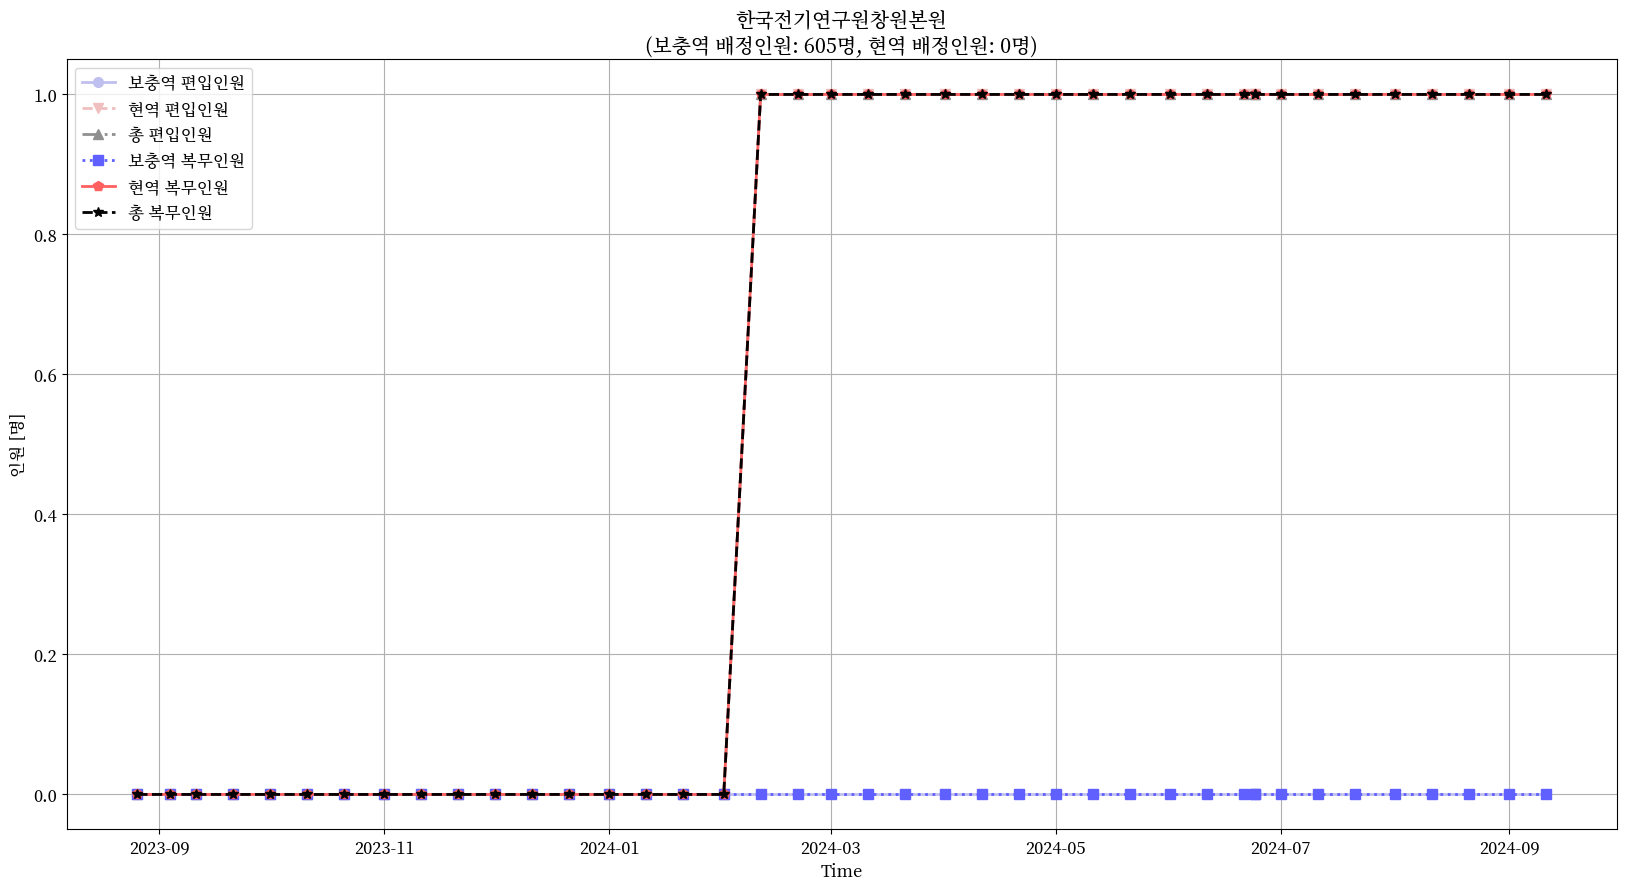 한국전기연구원창원본원
(보충역 배정인원: 605명, 현역 배정인원: 0명)
보충역 편입인원
현역 편입인원
총 편입인원
보충역 복무인원
현역 복무인원
총 복무인원
1.0
0.8
0.6
0.4
0.2
0.0
인원 [명]
2023-09
2023-11
2024-01
2024-03
2024-05
2024-07
2024-09
Time